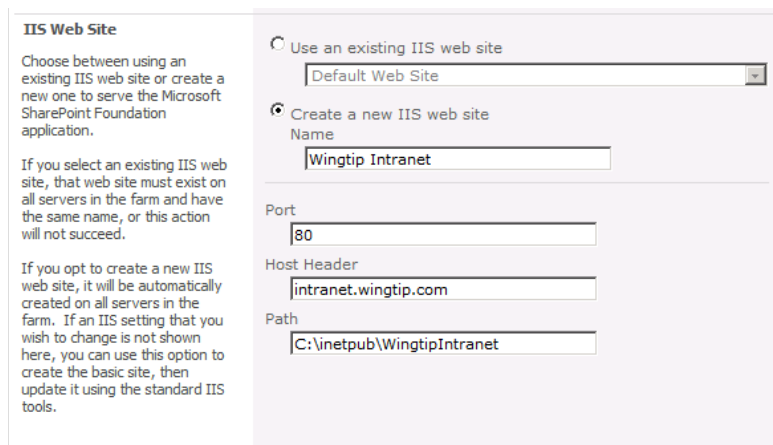 IIS Web Site
Choose between using an
existing IIS web site or create a
new one to serve the Microsoft
SharePoint Foundation
application.
If you select an existing IIS web
site, that web site must exist on
all servers in the farm and have
the same name, or this action
will not succeed.
If you opt to create a new IIS
web site, it will be automatically
created on all servers in the
farm. If an IIS setting that you
wish to change is not shown
here, you can use this option to
create the basic site, then
update it using the standard IIS
tools.
Use an existing IIS web site
Default Web Site
Create a new IIS web site
Name
Wingtip Intranet
Port
80
Host Header
intranet.wingtip.com
Path
C:\inetpub\WingtipIntranet